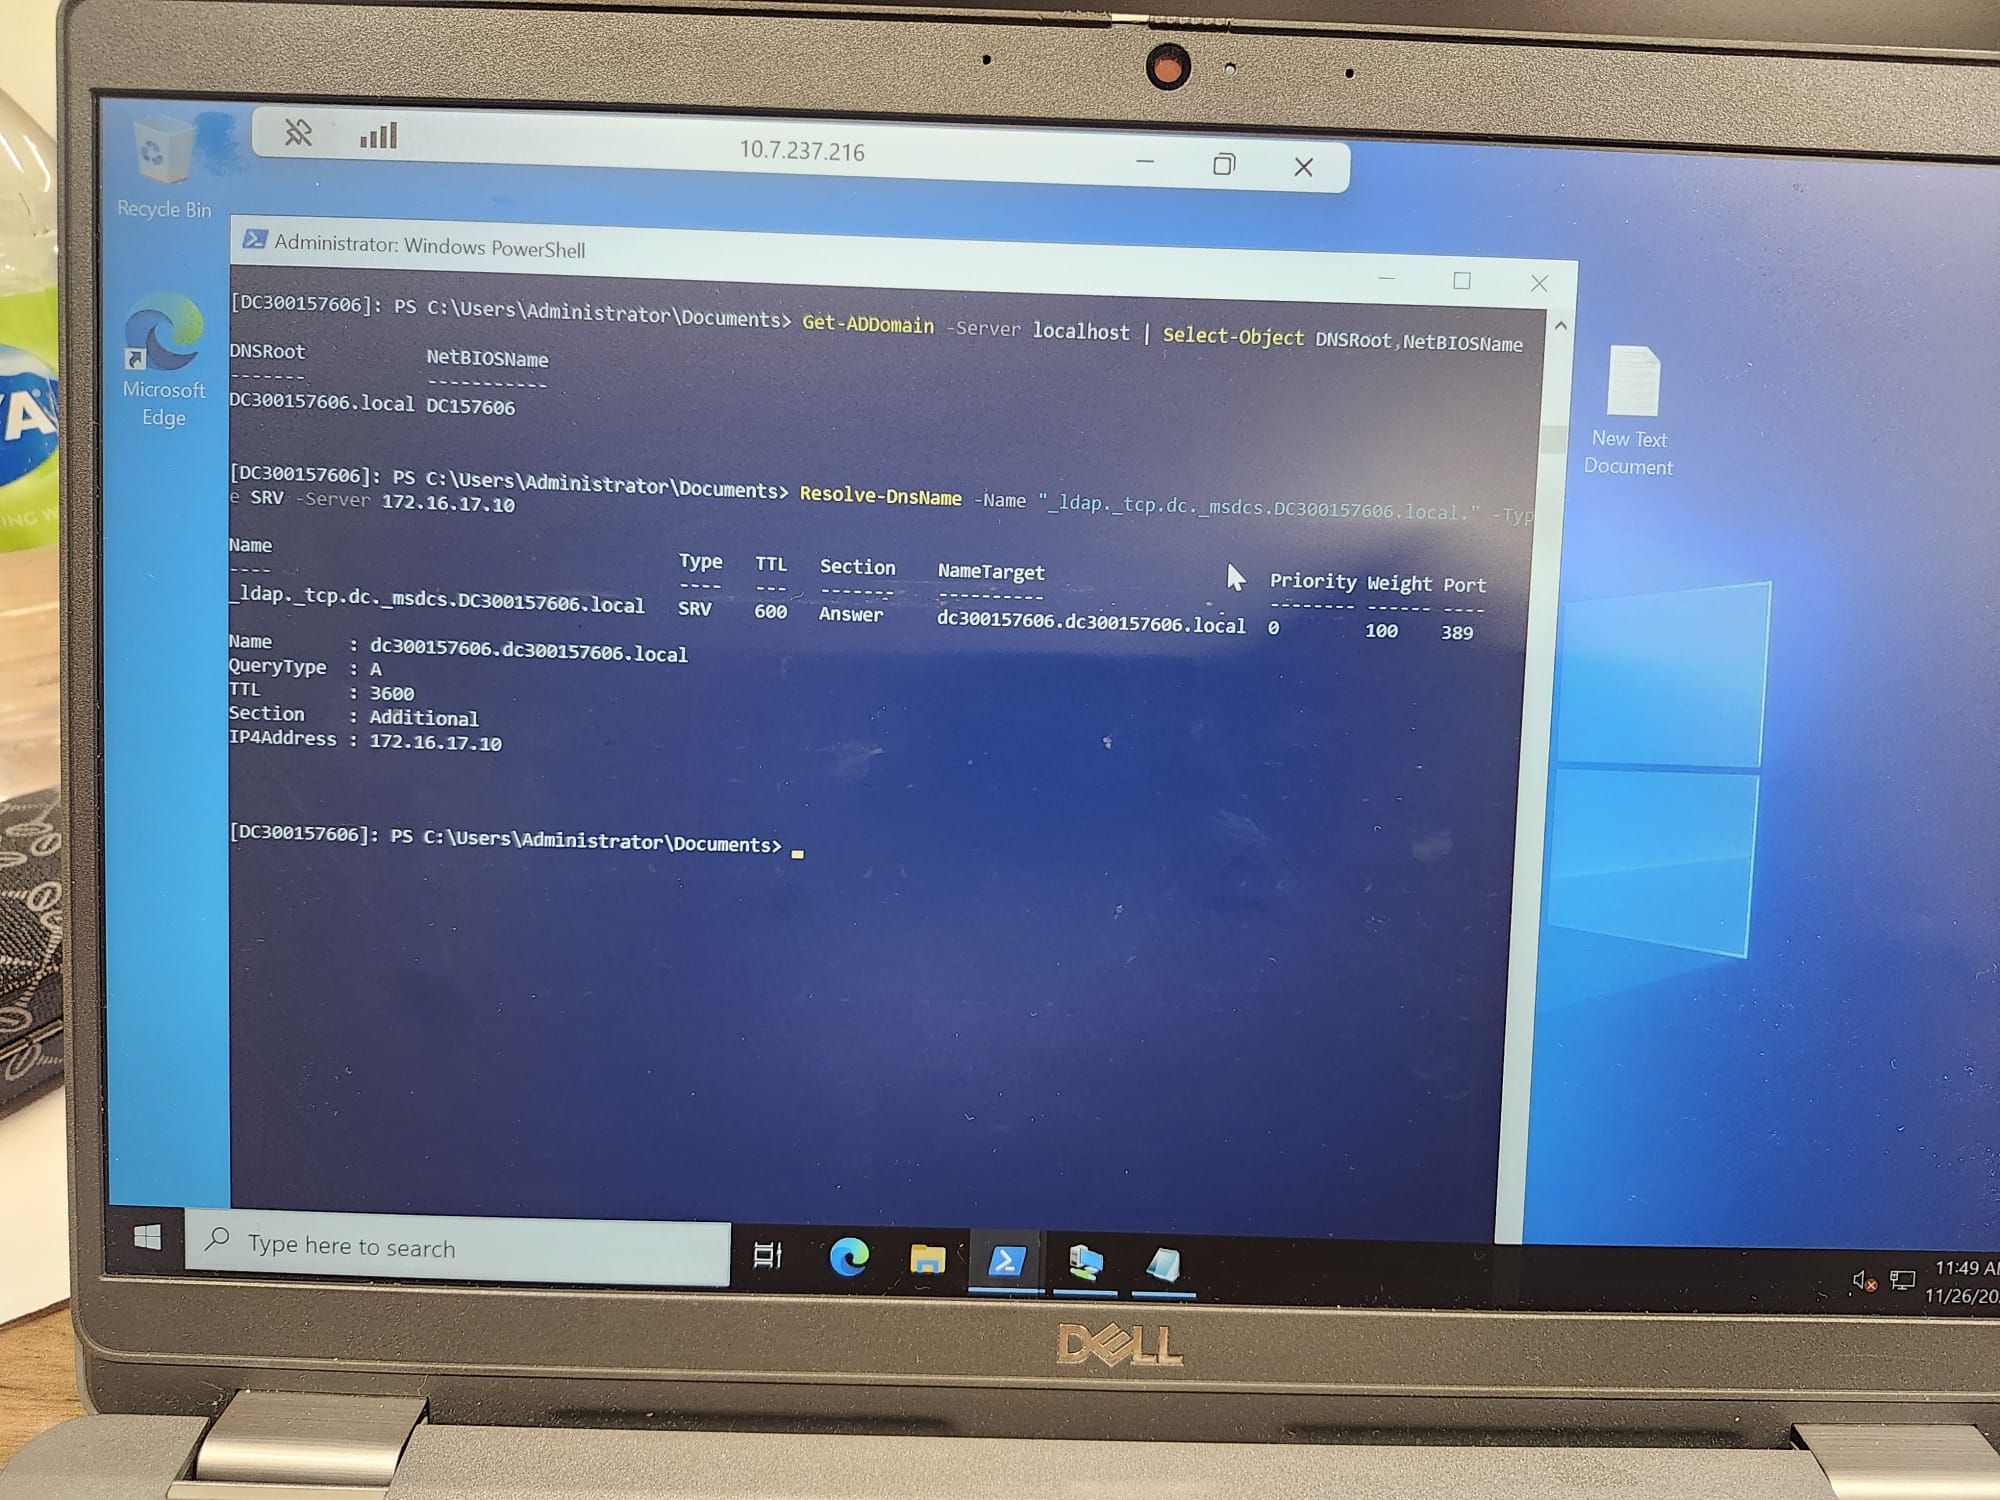 10.7.237.216
Recycle Bin
Administrator: Windows PowerShell
[DC300157606]: PS C:\Users\Administrator\Documents> Get-ADDomain -Server localhost | Select-Object DNSRoot,NetBIOSName
DNSRoot NetBIOSName
------- -----------
DC300157606.local DC157606
Microsoft
Edge
New Text
Document
[DC300157606]: PS C:\Users\Administrator\Documents> Resolve-DnsName -Name "_ldap._tcp.dc._msdcs.DC300157606.local." -Typ
e SRV -Server 172.16.17.10
Name Type TTL Section NameTarget Priority Weight Port
---- ---- --- ------- ---------- -------- ------ ----
_ldap._tcp.dc._msdcs.DC300157606.local SRV 600 Answer dc300157606.dc300157606.local 0 100 389
Name : dc300157606.dc300157606.local
QueryType : A
TTL : 3600
Section : Additional
IP4Address : 172.16.17.10
[DC300157606]: PS C:\Users\Administrator\Documents>
Type here to search
11:49 A
11/26/20
DELL